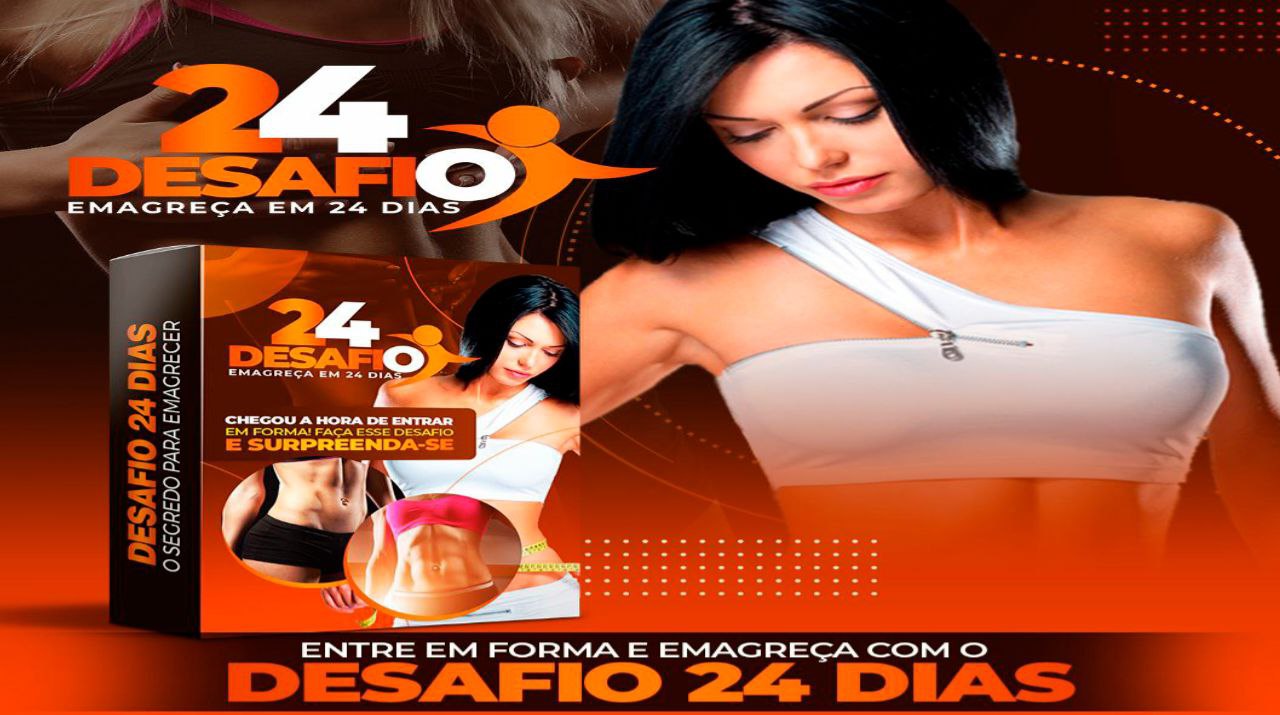 24
DESAFIO
EMAGREÇA EM 24 DIAS
DESAFIO 24 DIAS
O SEGREDO PARA EMAGRECER
24
DESAFIO
EMAGREÇA EM 24 DIAS
CHEGOU A HORA DE ENTRAR
EM FORMA! FAÇA ESSE DESAFIO
E SURPREENDA-SE
ENTRE EM FORMA E EMAGREÇA COM O
DESAFIO 24 DIAS